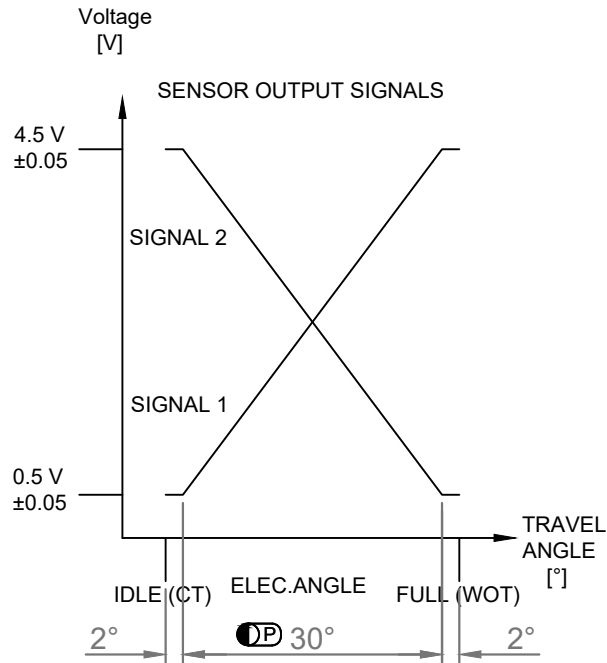 Voltage
[V]
SENSOR OUTPUT SIGNALS
4.5 V
±0.05
SIGNAL 2
SIGNAL 1
0.5 V
±0.05
TRAVEL
ANGLE
[°]
IDLE (CT)
ELEC.ANGLE
FULL (WOT)
2°
P 30°
2°